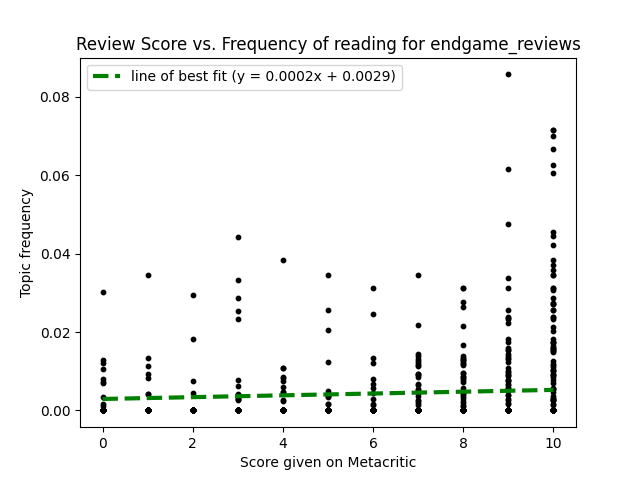 Review Score vs. Frequency of reading for endgame_reviews
line of best fit (y = 0.0002x + 0.0029)
0.08
0.06
0.04
0.02
0.00
Topic frequency
0 2 4 6 8 10
Score given on Metacritic